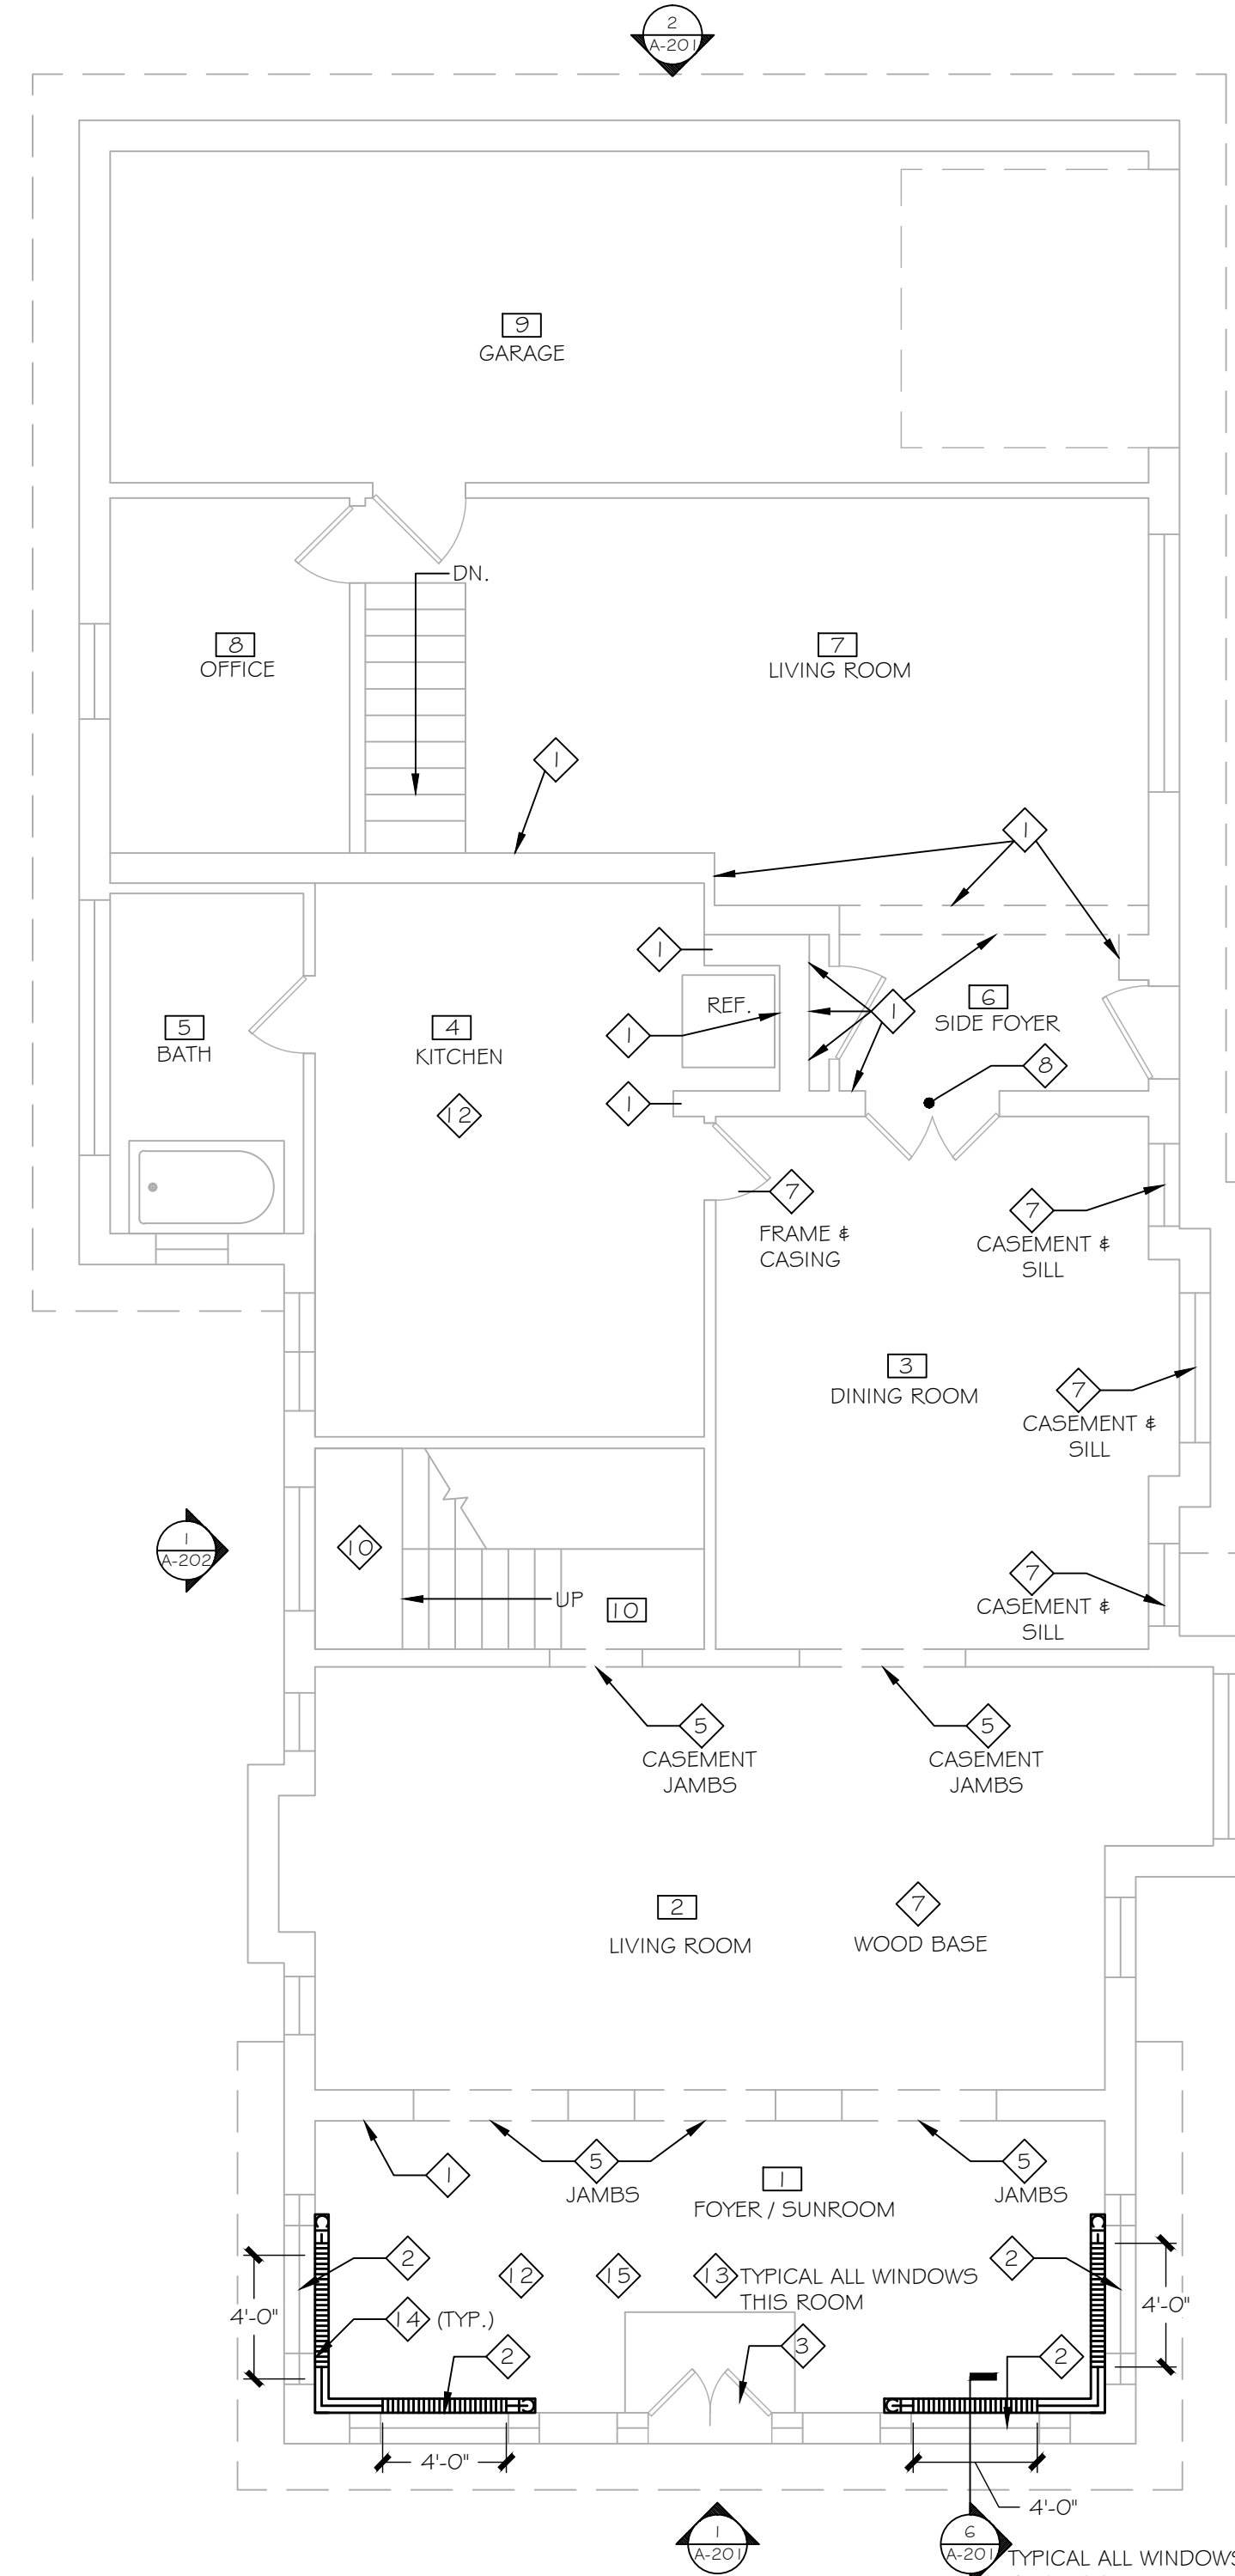 2
A-201
9
GARAGE
DN.
8
OFFICE
7
LIVING ROOM
1
1
1
REF.
1
1
6
SIDE FOYER
5
BATH
4
KITCHEN
1
8
12
7
FRAME &
CASING
7
CASEMENT &
SILL
3
DINING ROOM
7
CASEMENT &
SILL
1
A-202
10
UP
10
7
CASEMENT &
SILL
5
CASEMENT
JAMBS
5
CASEMENT
JAMBS
2
LIVING ROOM
7
WOOD BASE
1
5
JAMBS
1
FOYER / SUNROOM
5
JAMBS
2
12
15
13
TYPICAL ALL WINDOWS
THIS ROOM
2
4'-0"
14 (TYP.)
4'-0"
2
3
2
4'-0"
4'-0"
1
A-201
6
A-201
TYPICAL ALL WINDOWS